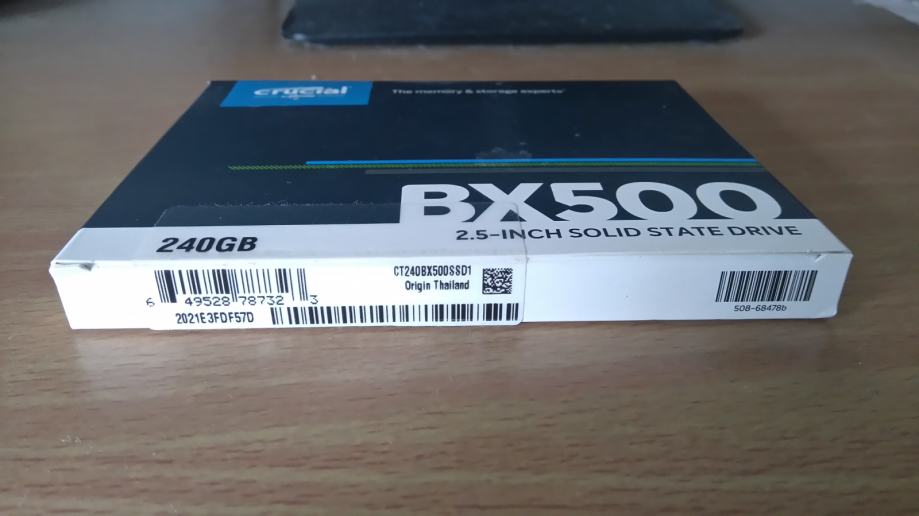 crucial
The memory & storage experts™
BX500
2.5-INCH SOLID STATE DRIVE
240GB
CT240BX500SSD1
Origin Thailand
6 49528 78732 3
2021E3FDF57D
508-68478b